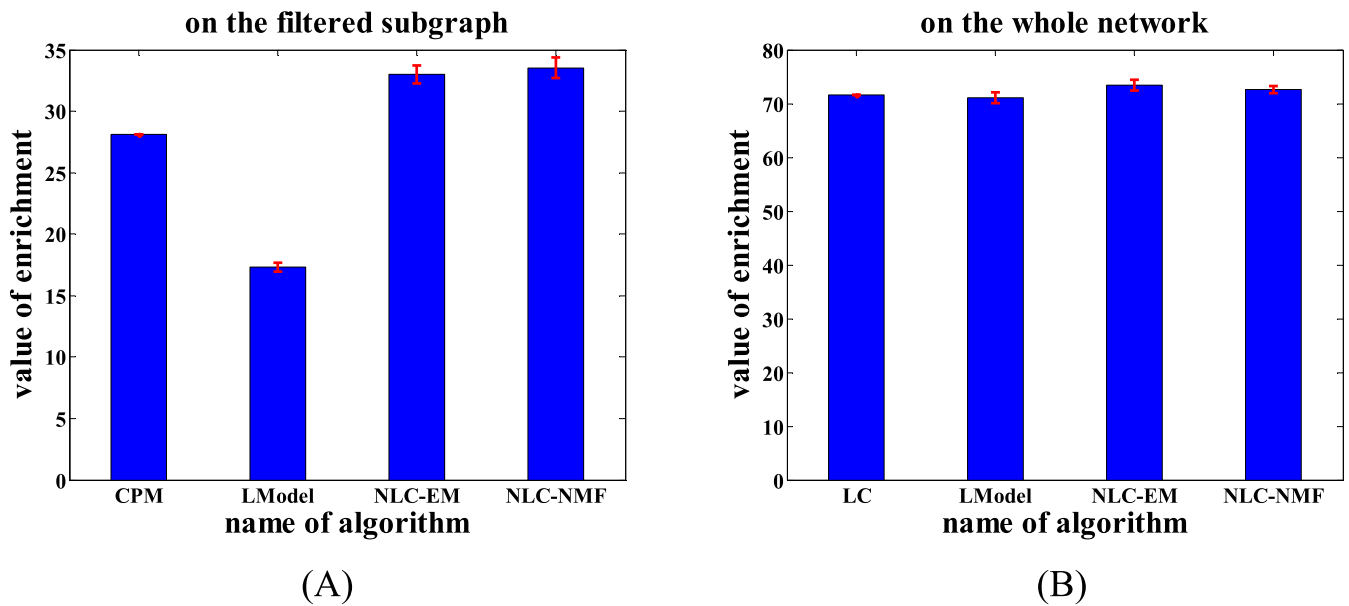 on the filtered subgraph
35
30
25
20
15
10
5
0
value of enrichment
CPM LModel NLC-EM NLC-NMF
name of algorithm
(A)
on the whole network
80
70
60
50
40
30
20
10
0
value of enrichment
LC LModel NLC-EM NLC-NMF
name of algorithm
(B)